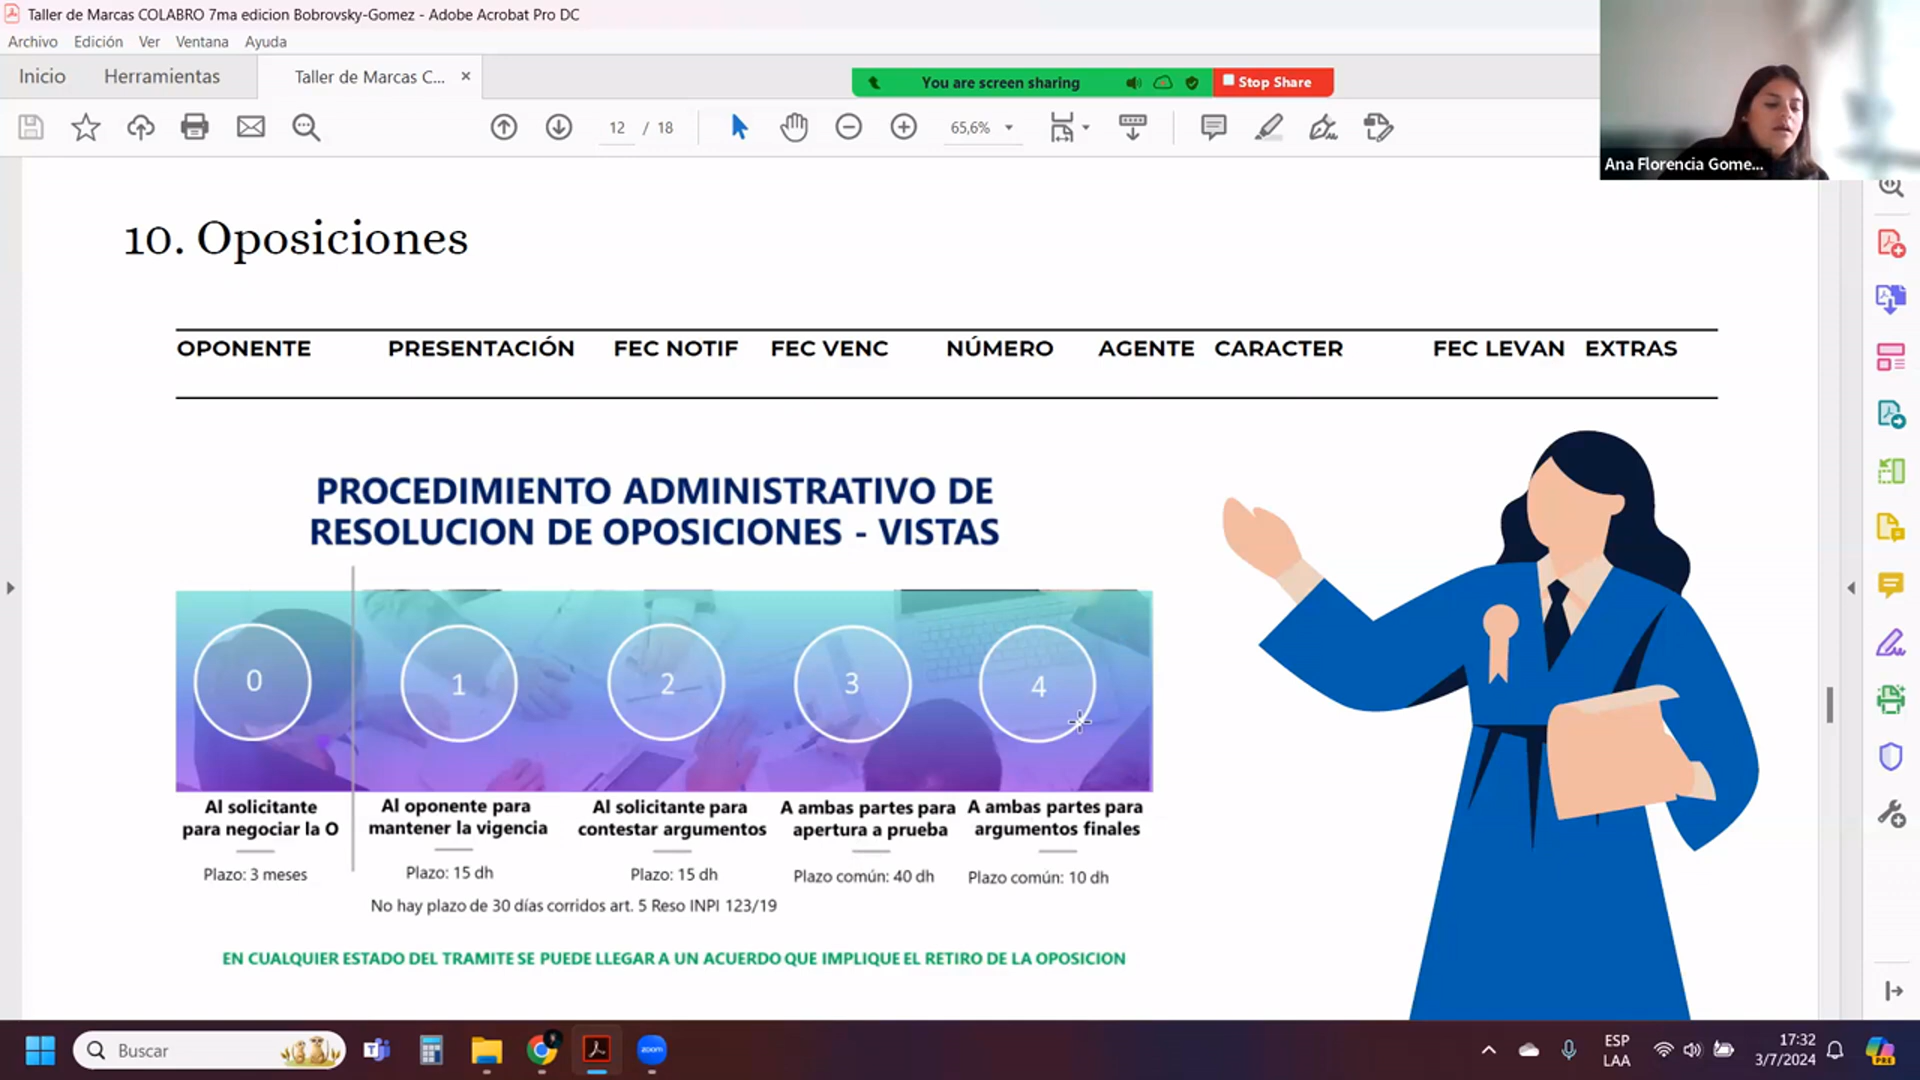 Taller de Marcas COLABRO 7ma edicion Bobrovsky-Gomez - Adobe Acrobat Pro DC
Archivo Edición Ver Ventana Ayuda
Inicio Herramientas Taller de Marcas C... ×
You are screen sharing Stop Share
12 / 18 65,6%
Ana Florencia Gome...
10. Oposiciones
OPONENTE PRESENTACIÓN FEC NOTIF FEC VENC NÚMERO AGENTE CARACTER FEC LEVAN EXTRAS
PROCEDIMIENTO ADMINISTRATIVO DE
RESOLUCION DE OPOSICIONES - VISTAS
0 1 2 3 4
Al solicitante
para negociar la O
Plazo: 3 meses
Al oponente para
mantener la vigencia
Plazo: 15 dh
Al solicitante para
contestar argumentos
Plazo: 15 dh
A ambas partes para
apertura a prueba
Plazo común: 40 dh
A ambas partes para
argumentos finales
Plazo común: 10 dh
No hay plazo de 30 días corridos art. 5 Reso INPI 123/19
EN CUALQUIER ESTADO DEL TRAMITE SE PUEDE LLEGAR A UN ACUERDO QUE IMPLIQUE EL RETIRO DE LA OPOSICION
Buscar
zoom
ESP
LAA
17:32
3/7/2024
PRE